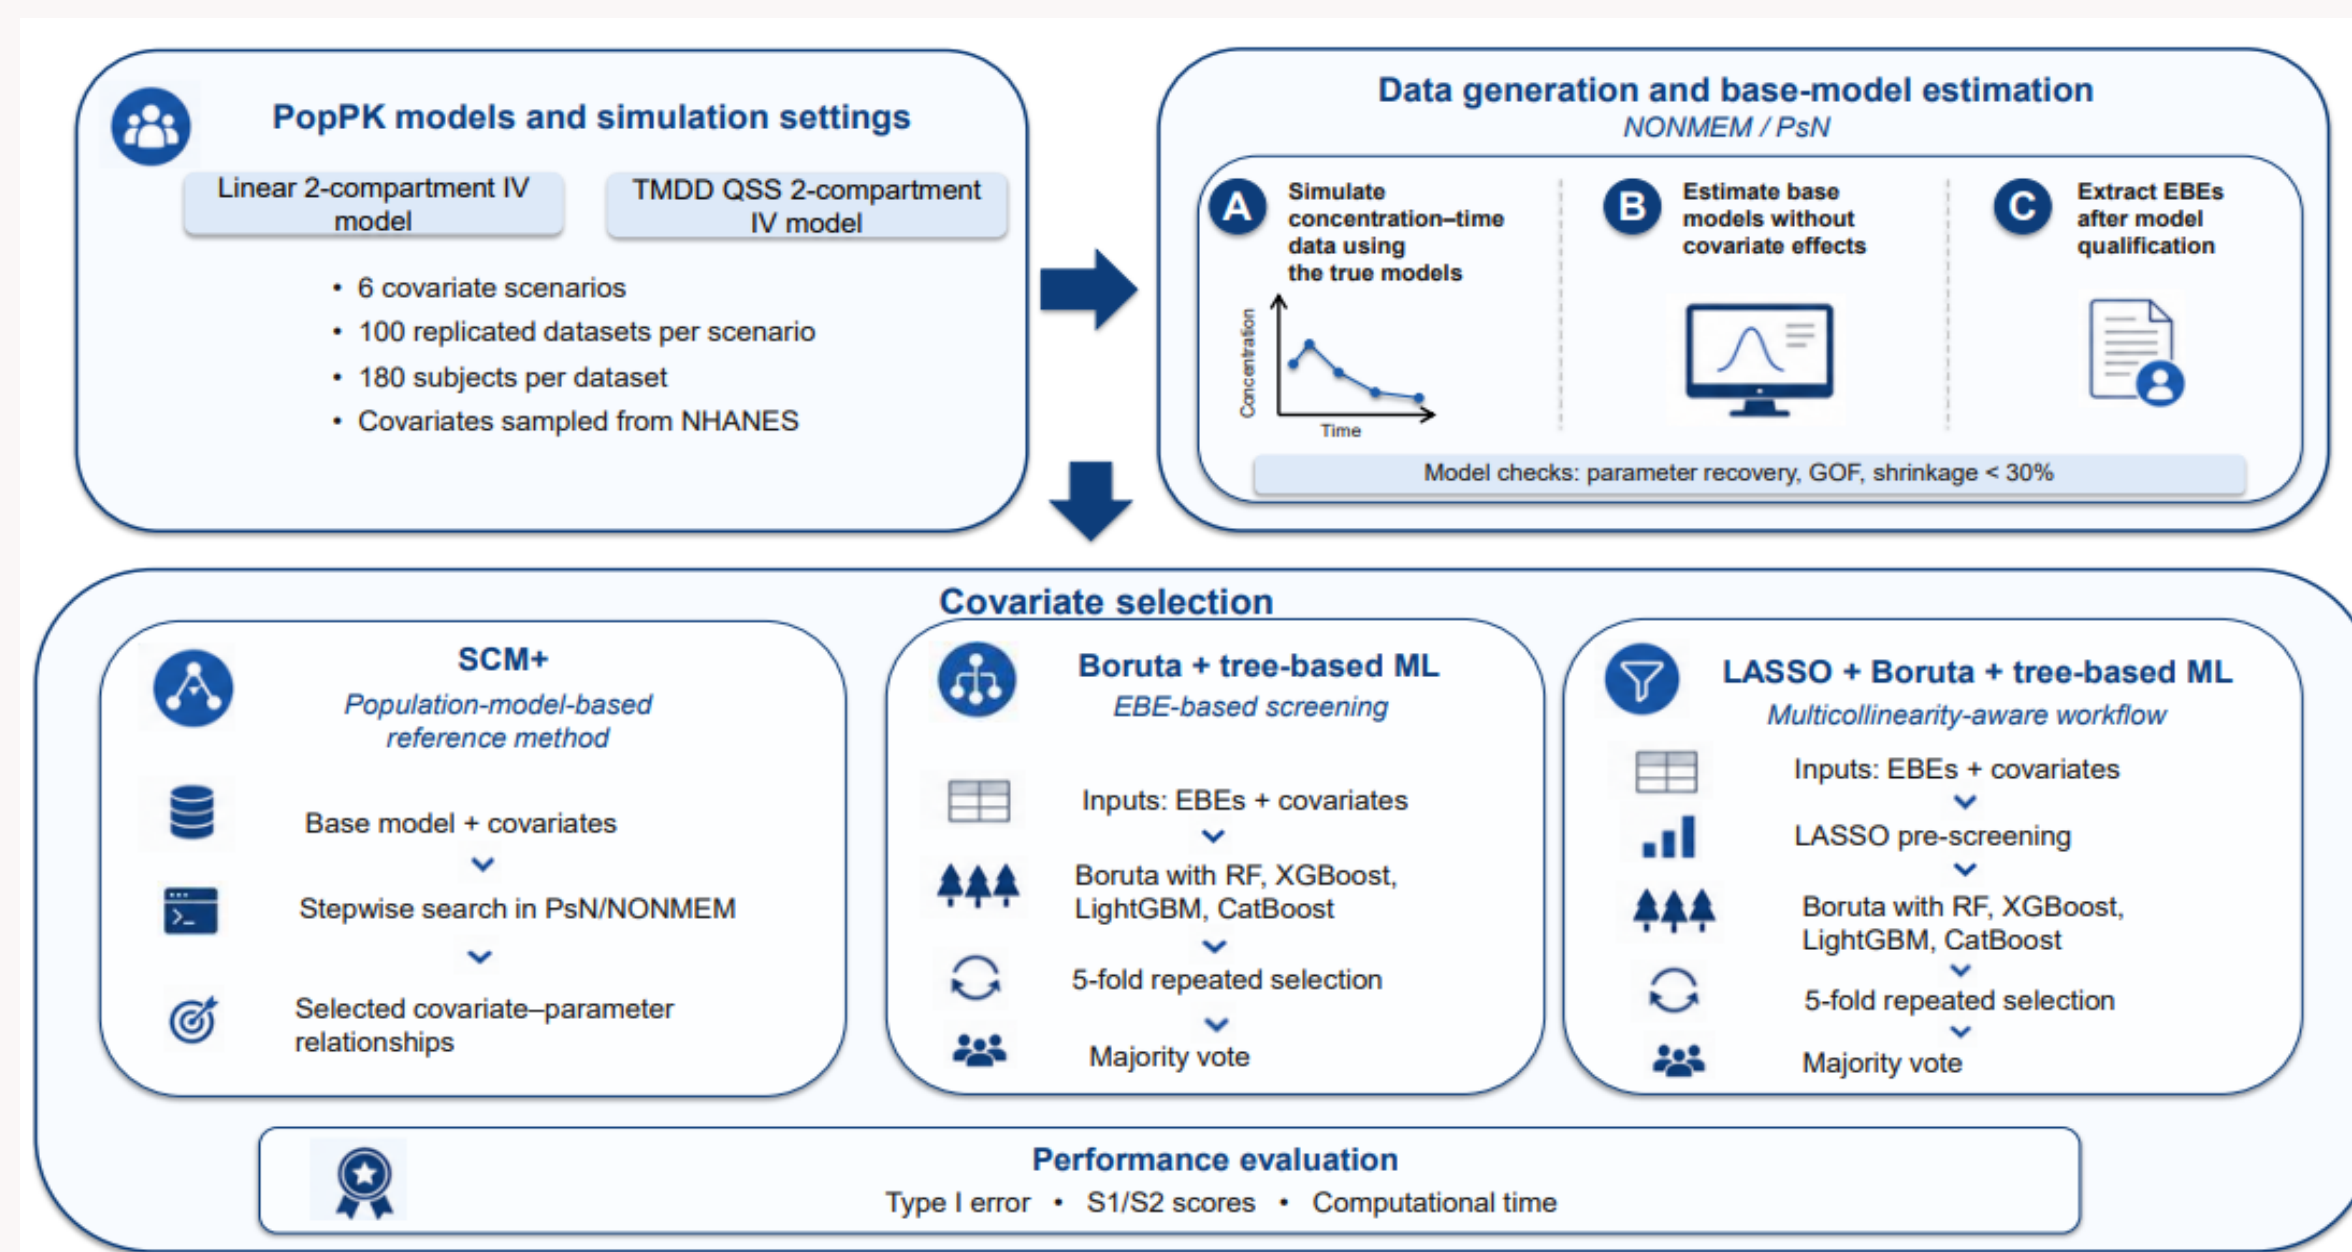 PopPK models and simulation settings
Linear 2-compartment IV
model
TMDD QSS 2-compartment
IV model
• 6 covariate scenarios
• 100 replicated datasets per scenario
• 180 subjects per dataset
• Covariates sampled from NHANES
Data generation and base-model estimation
NONMEM / PsN
A
Simulate
concentration–time
data using
the true models
Concentration
Time
B
Estimate base
models without
covariate effects
C
Extract EBEs
after model
qualification
Model checks: parameter recovery, GOF, shrinkage < 30%
Covariate selection
SCM+
Population-model-based
reference method
Base model + covariates
Stepwise search in PsN/NONMEM
Selected covariate–parameter
relationships
Boruta + tree-based ML
EBE-based screening
Inputs: EBEs + covariates
Boruta with RF, XGBoost,
LightGBM, CatBoost
5-fold repeated selection
Majority vote
LASSO + Boruta + tree-based ML
Multicollinearity-aware workflow
Inputs: EBEs + covariates
LASSO pre-screening
Boruta with RF, XGBoost,
LightGBM, CatBoost
5-fold repeated selection
Majority vote
Performance evaluation
Type I error • S1/S2 scores • Computational time